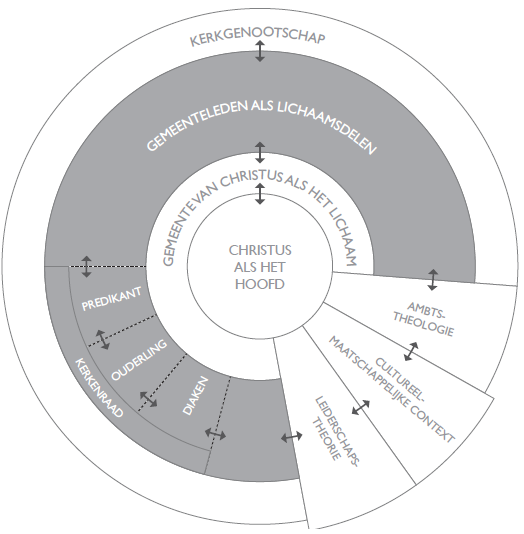 KERKGENOOTSCHAP
GEMEENTELEDEN ALS LICHAAMSDELEN
GEMEENTE VAN CHRISTUS ALS HET LICHAAM
CHRISTUS
ALS HET
HOOFD
AMBTS-
THEOLOGIE
CULTUREEL-
MAATSCHAPPELIJKE CONTEXT
LEIDERSCHAPS-
THEORIE
PREDIKANT
OUDERLING
DIAKEN
KERKENRAAD